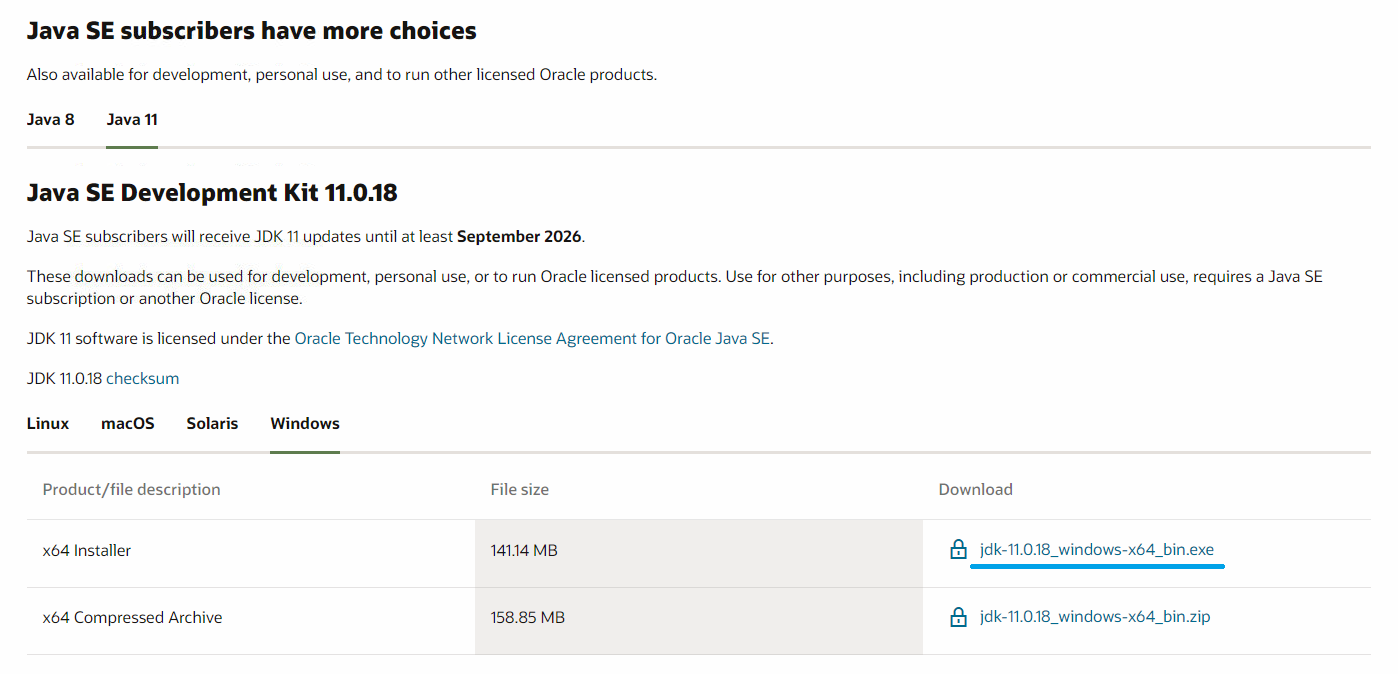 Java SE subscribers have more choices
Also available for development, personal use, and to run other licensed Oracle products.
Java 8 Java 11
Java SE Development Kit 11.0.18
Java SE subscribers will receive JDK 11 updates until at least September 2026.
These downloads can be used for development, personal use, or to run Oracle licensed products. Use for other purposes, including production or commercial use, requires a Java SE
subscription or another Oracle license.
JDK 11 software is licensed under the Oracle Technology Network License Agreement for Oracle Java SE.
JDK 11.0.18 checksum
Linux macOS Solaris Windows
Product/file description File size Download
x64 Installer 141.14 MB jdk-11.0.18_windows-x64_bin.exe
x64 Compressed Archive 158.85 MB jdk-11.0.18_windows-x64_bin.zip